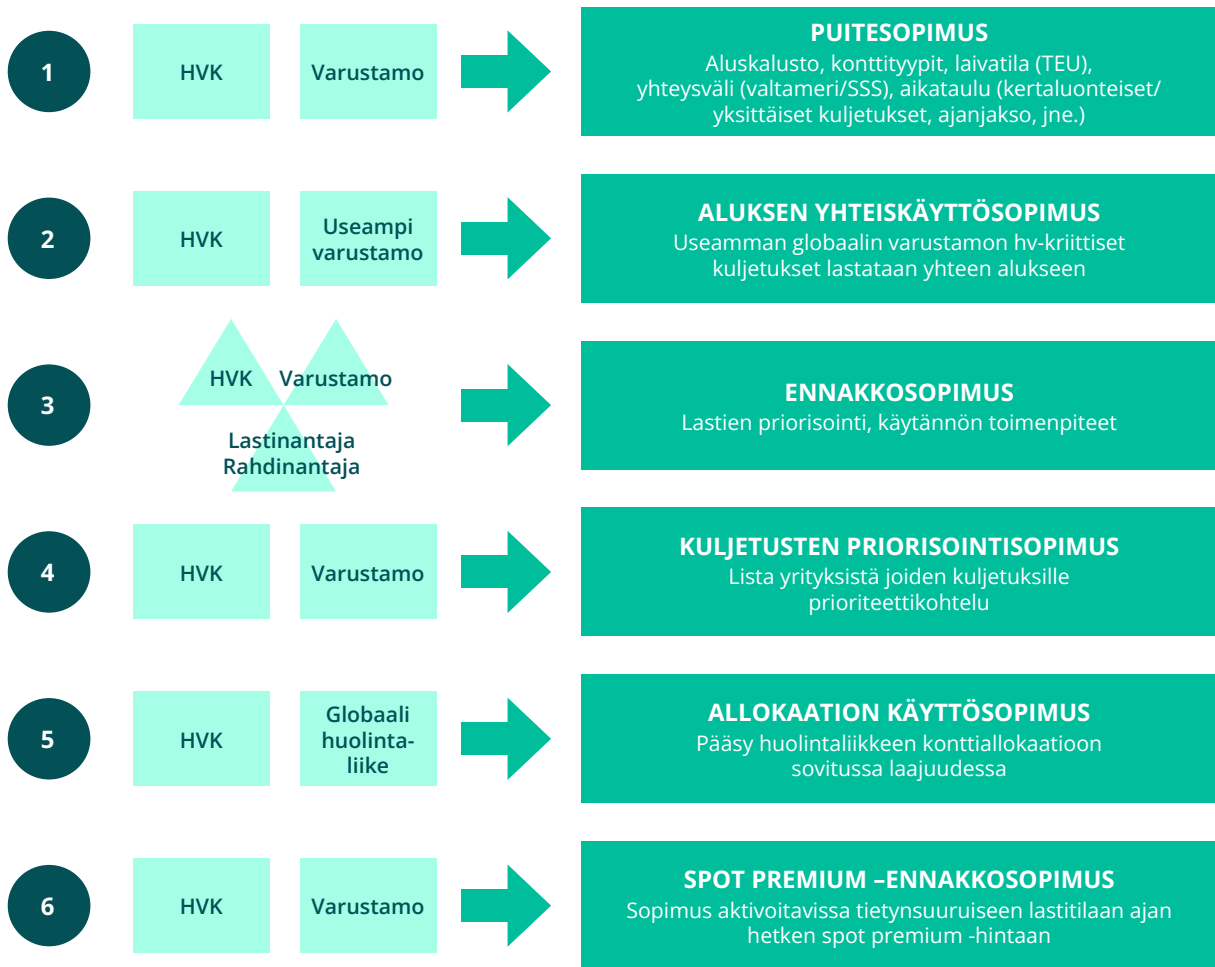 1
HVK
Varustamo
PUITESOPIMUS
Aluskalusto, konttityypit, laivatila (TEU),
yhteysväli (valtameri/SSS), aikataulu (kertaluonteiset/
yksittäiset kuljetukset, ajanjakso, jne.)
2
HVK
Useampi
varustamo
ALUKSEN YHTEISKÄYTTÖSOPIMUS
Useamman globaalin varustamon hv-kriittiset
kuljetukset lastataan yhteen alukseen
3
HVK
Varustamo
Lastinantaja
Rahdinantaja
ENNAKKOSOPIMUS
Lastien priorisointi, käytännön toimenpiteet
4
HVK
Varustamo
KULJETUSTEN PRIORISOINTISOPIMUS
Lista yrityksistä joiden kuljetuksille
prioriteettikohtelu
5
HVK
Globaali
huolinta-
liike
ALLOKAATION KÄYTTÖSOPIMUS
Pääsy huolintaliikkeen konttiallokaatioon
sovitussa laajuudessa
6
HVK
Varustamo
SPOT PREMIUM –ENNAKKOSOPIMUS
Sopimus aktivoitavissa tietynsuuruiseen lastitilaan ajan
hetken spot premium -hintaan